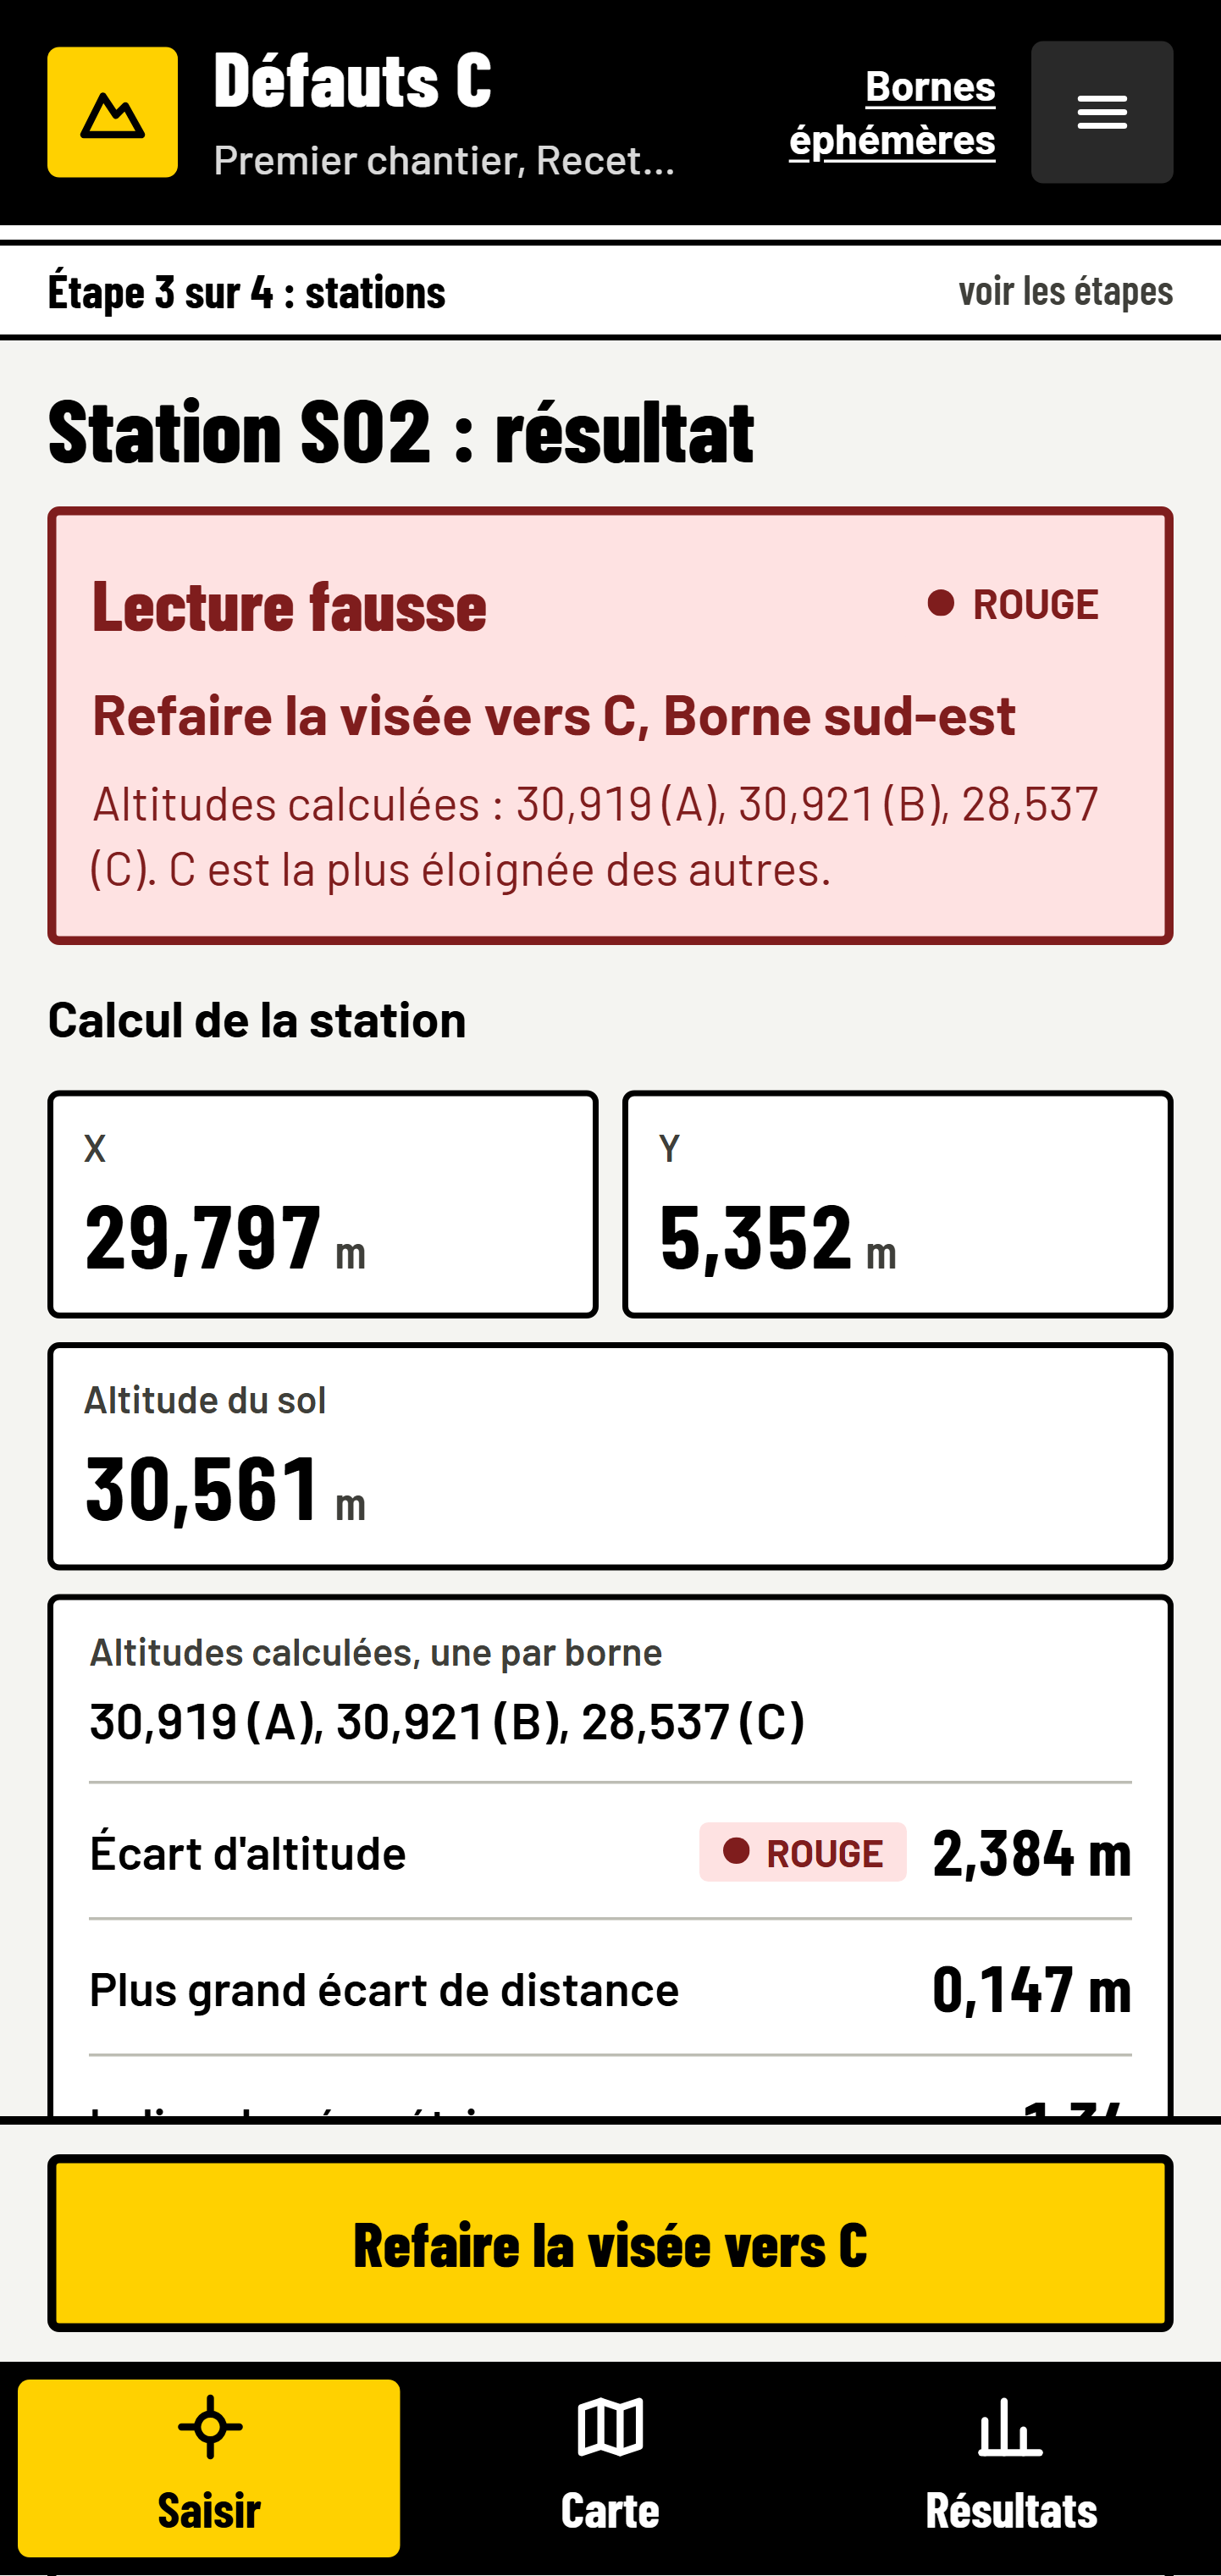 Défauts C
Premier chantier, Recet...
Bornes
éphémères
Étape 3 sur 4 : stations
voir les étapes
Station S02 : résultat
Lecture fausse
ROUGE
Refaire la visée vers C, Borne sud-est
Altitudes calculées : 30,919 (A), 30,921 (B), 28,537
(C). C est la plus éloignée des autres.
Calcul de la station
X
29,797 m
Y
5,352 m
Altitude du sol
30,561 m
Altitudes calculées, une par borne
30,919 (A), 30,921 (B), 28,537 (C)
Écart d'altitude
ROUGE
2,384 m
Plus grand écart de distance
0,147 m
Refaire la visée vers C
Saisir
Carte
Résultats